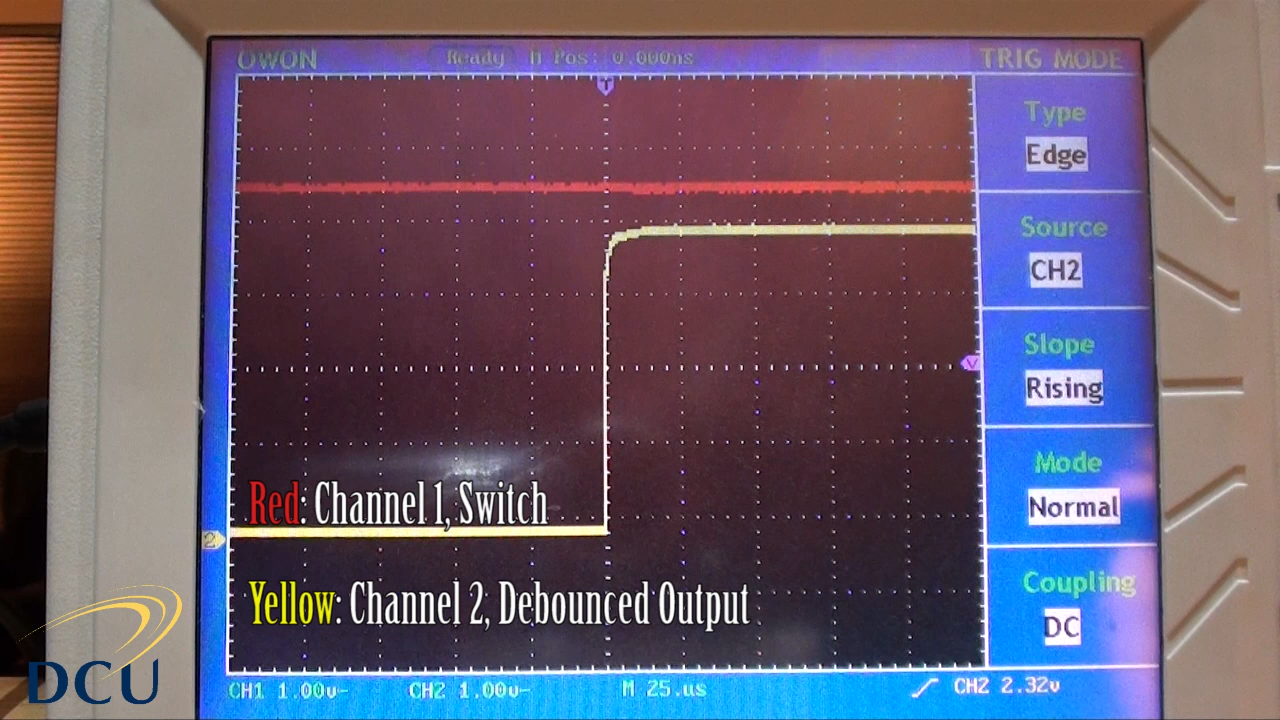 OWON Ready M Pos: 0.000ns TRIG MODE
T
Type
Edge
Source
CH2
Slope
Rising
Mode
Normal
Coupling
DC
V
Red: Channel 1, Switch
2
Yellow: Channel 2, Debounced Output
DCU
CH1 1.00v- CH2 1.00v- M 25.us CH2 2.32v